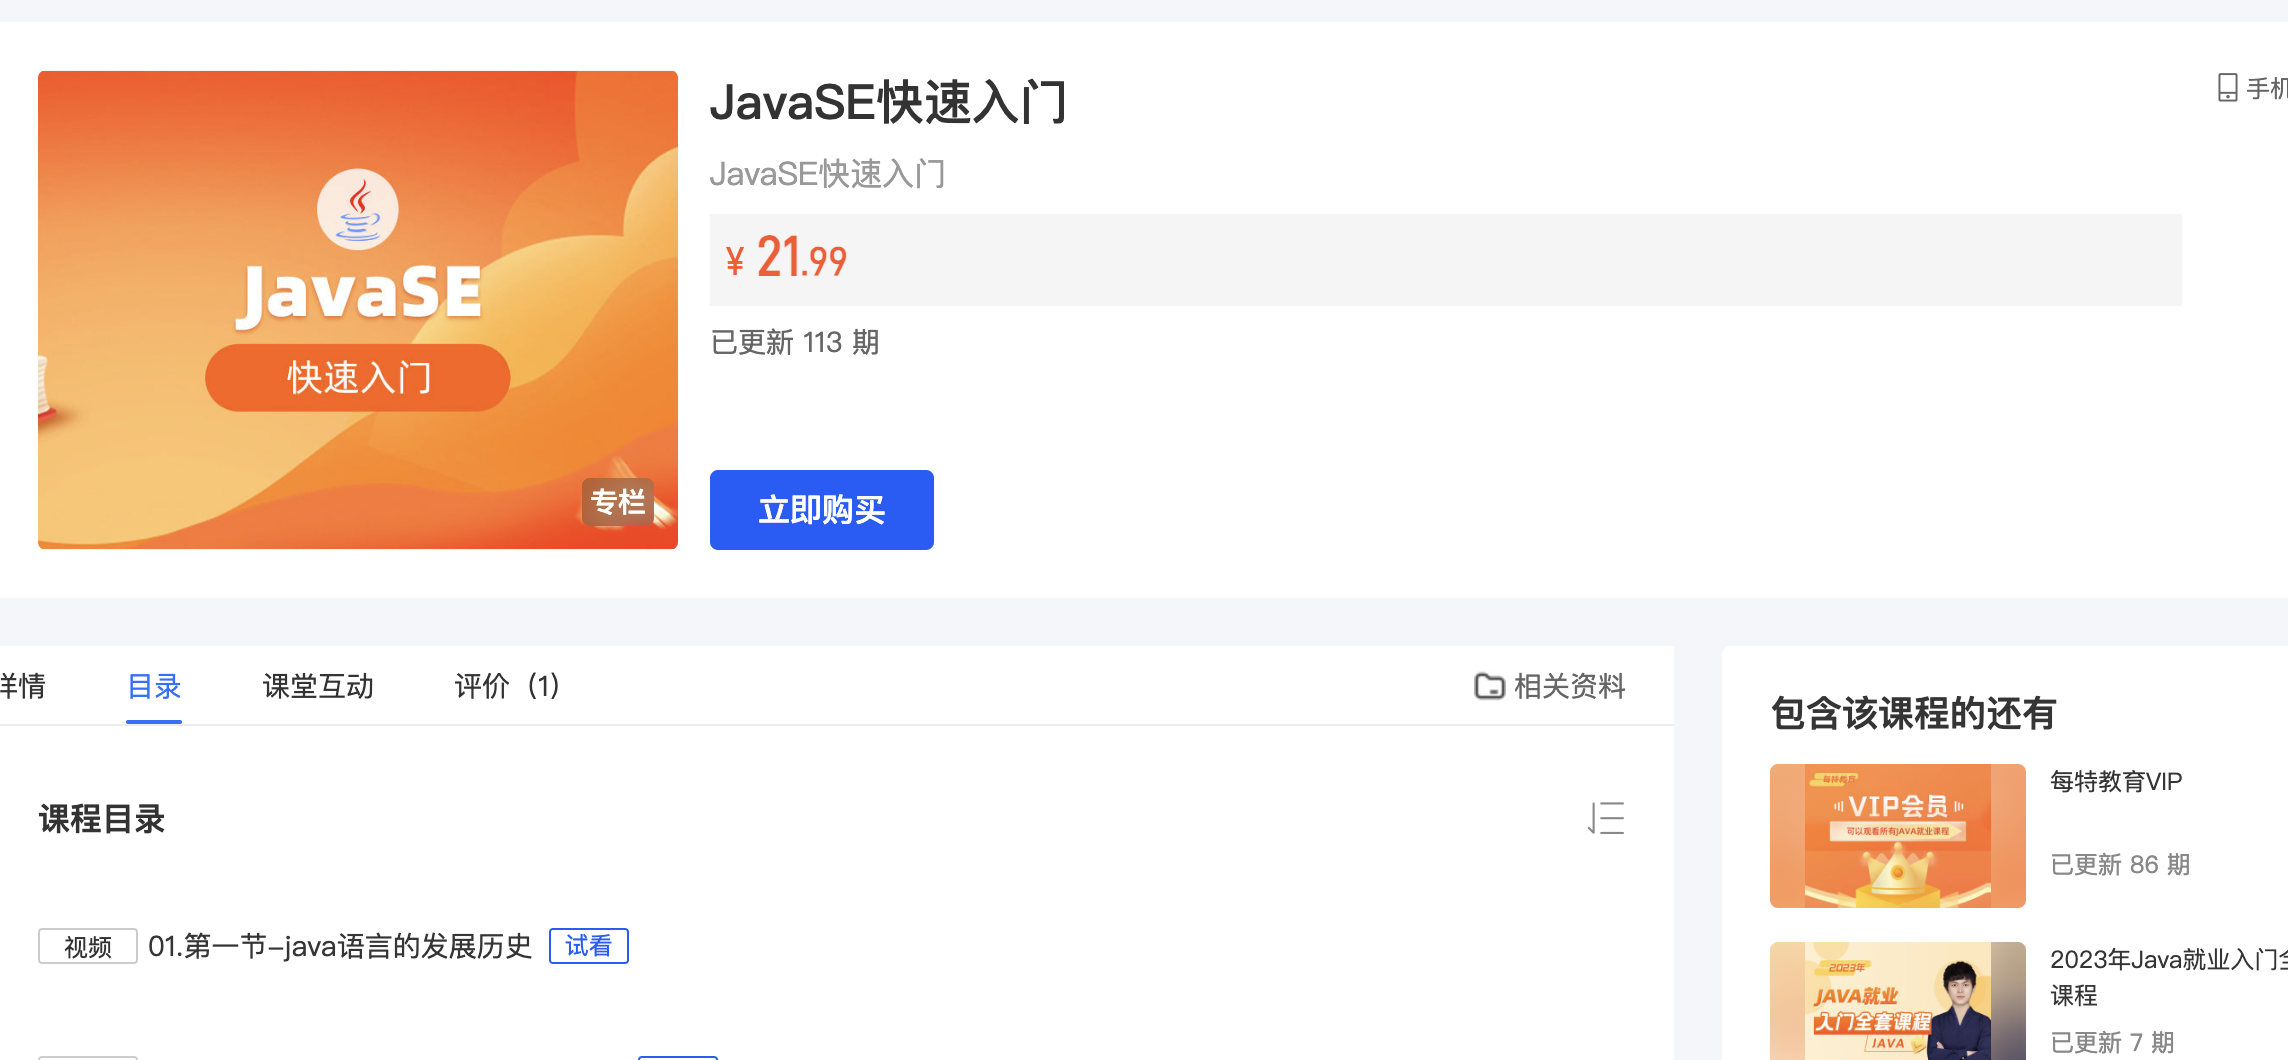 JavaSE
快速入门
专栏
JavaSE快速入门
手机
JavaSE快速入门
¥ 21.99
已更新 113 期
立即购买
详情
目录
课堂互动
评价（1）
相关资料
课程目录
视频
01.第一节–java语言的发展历史
试看
包含该课程的还有
每特教育
VIP会员
可以观看所有JAVA就业课程
每特教育VIP
已更新 86 期
2023年
JAVA就业
入门全套课程
JAVA
2023年Java就业入门全
课程
已更新 7 期